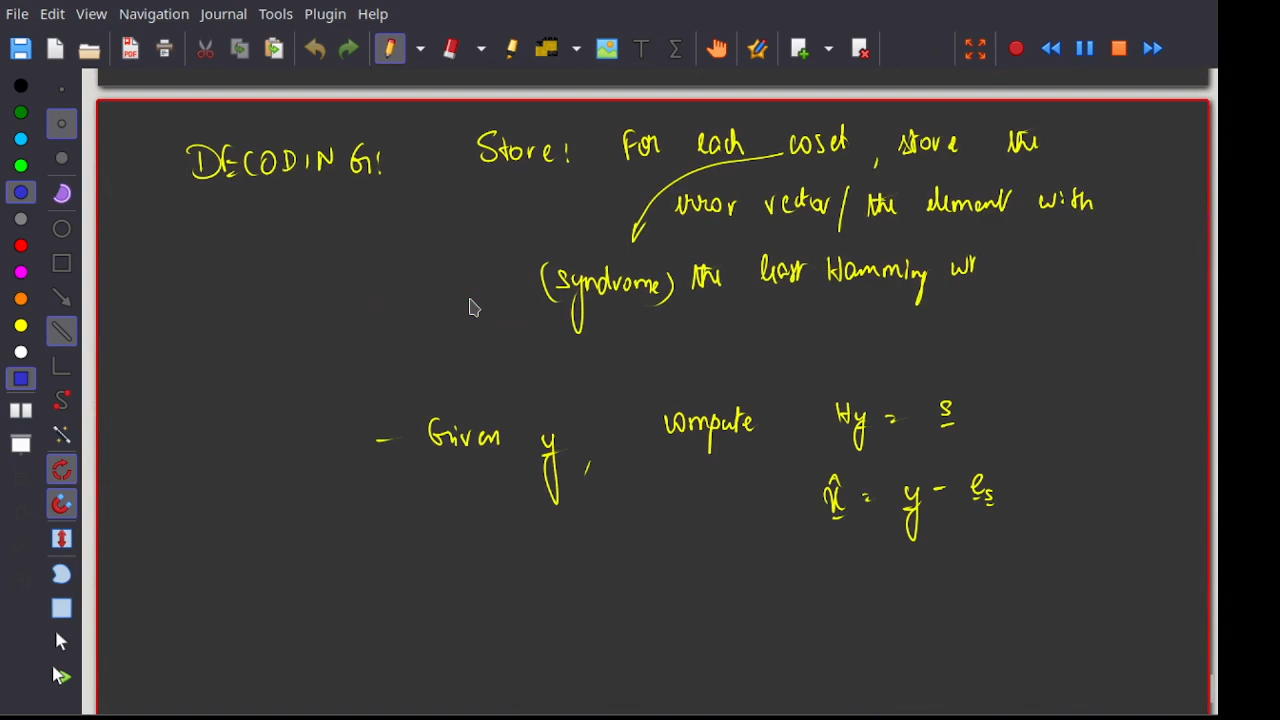 File Edit View Navigation Journal Tools Plugin Help
DECODING: Store: For each coset, store the
error vector/ the element with
(syndrome) the least Hamming wt
- Given y, compute Hy = s
x̂ = y - e_s